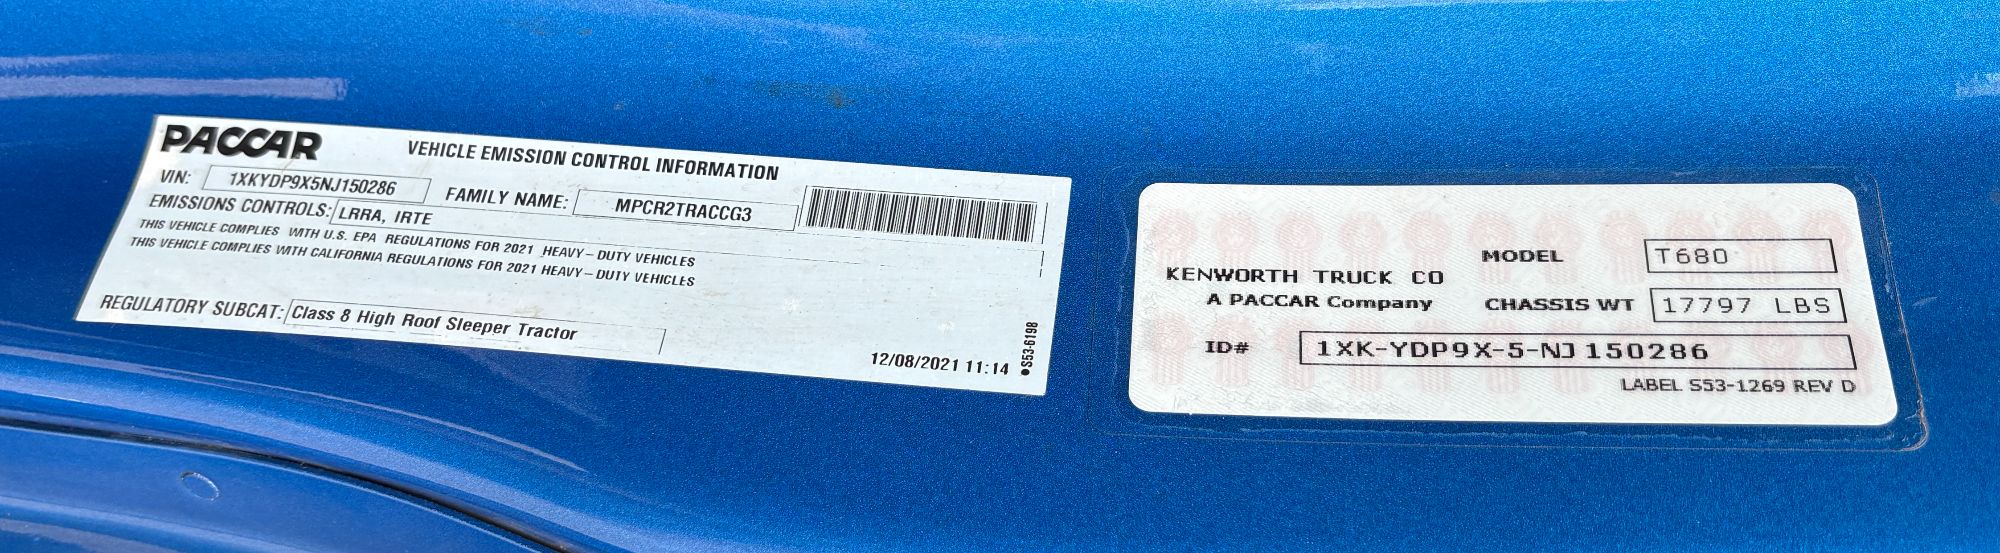 PACCAR
VEHICLE EMISSION CONTROL INFORMATION
VIN: 1XKYDP9X5NJ150286 FAMILY NAME: MPCR2TRACCG3
EMISSIONS CONTROLS: LRRA, IRTE
THIS VEHICLE COMPLIES WITH U.S. EPA REGULATIONS FOR 2021 HEAVY-DUTY VEHICLES
THIS VEHICLE COMPLIES WITH CALIFORNIA REGULATIONS FOR 2021 HEAVY-DUTY VEHICLES
REGULATORY SUBCAT: Class 8 High Roof Sleeper Tractor
12/08/2021 11:14
●S53-6198
KENWORTH TRUCK CO
A PACCAR Company
MODEL T680
CHASSIS WT 17797 LBS
ID# 1XK-YDP9X-5-NJ150286
LABEL S53-1269 REV D